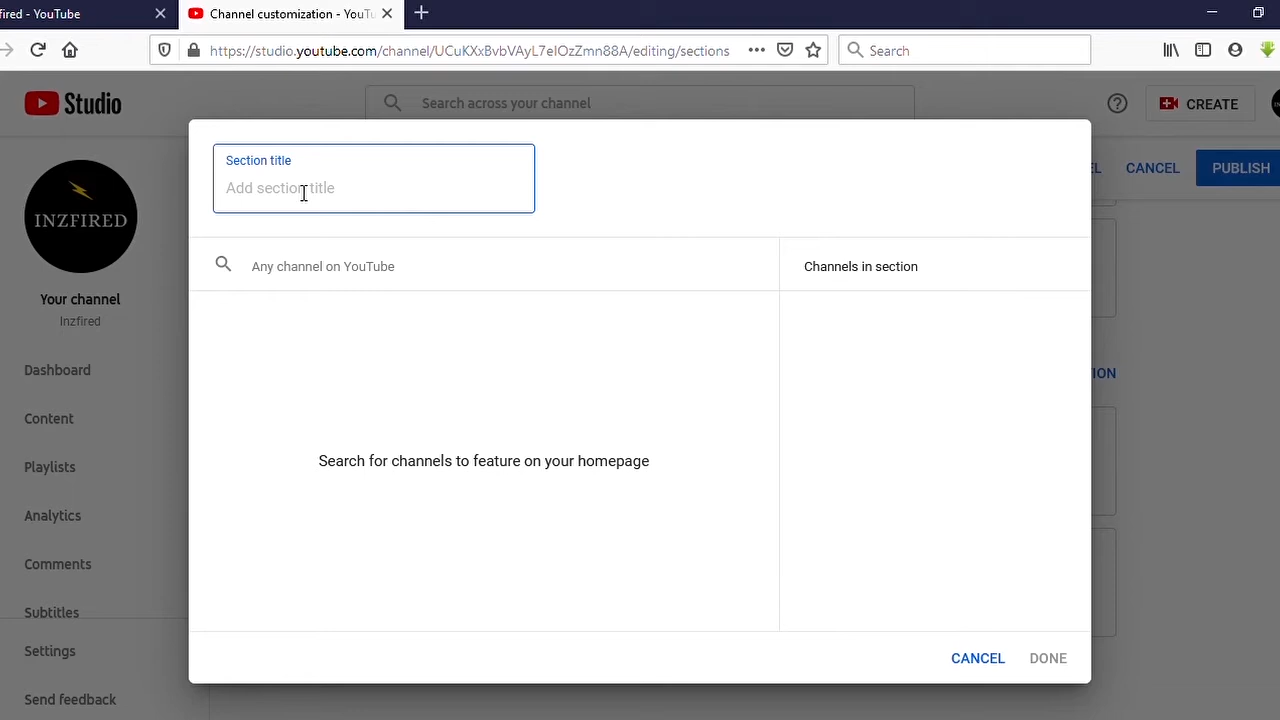 fired - YouTube
Channel customization - YouTu
https://studio.youtube.com/channel/UCuKXxBvbVAyL7eIOzZmn88A/editing/sections
Search
Studio
Search across your channel
CREATE
Section title
Add section title
EL
CANCEL
PUBLISH
INZFIRED
Any channel on YouTube
Channels in section
Your channel
Inzfired
Dashboard
ION
Content
Search for channels to feature on your homepage
Playlists
Analytics
Comments
Subtitles
Settings
CANCEL
DONE
Send feedback